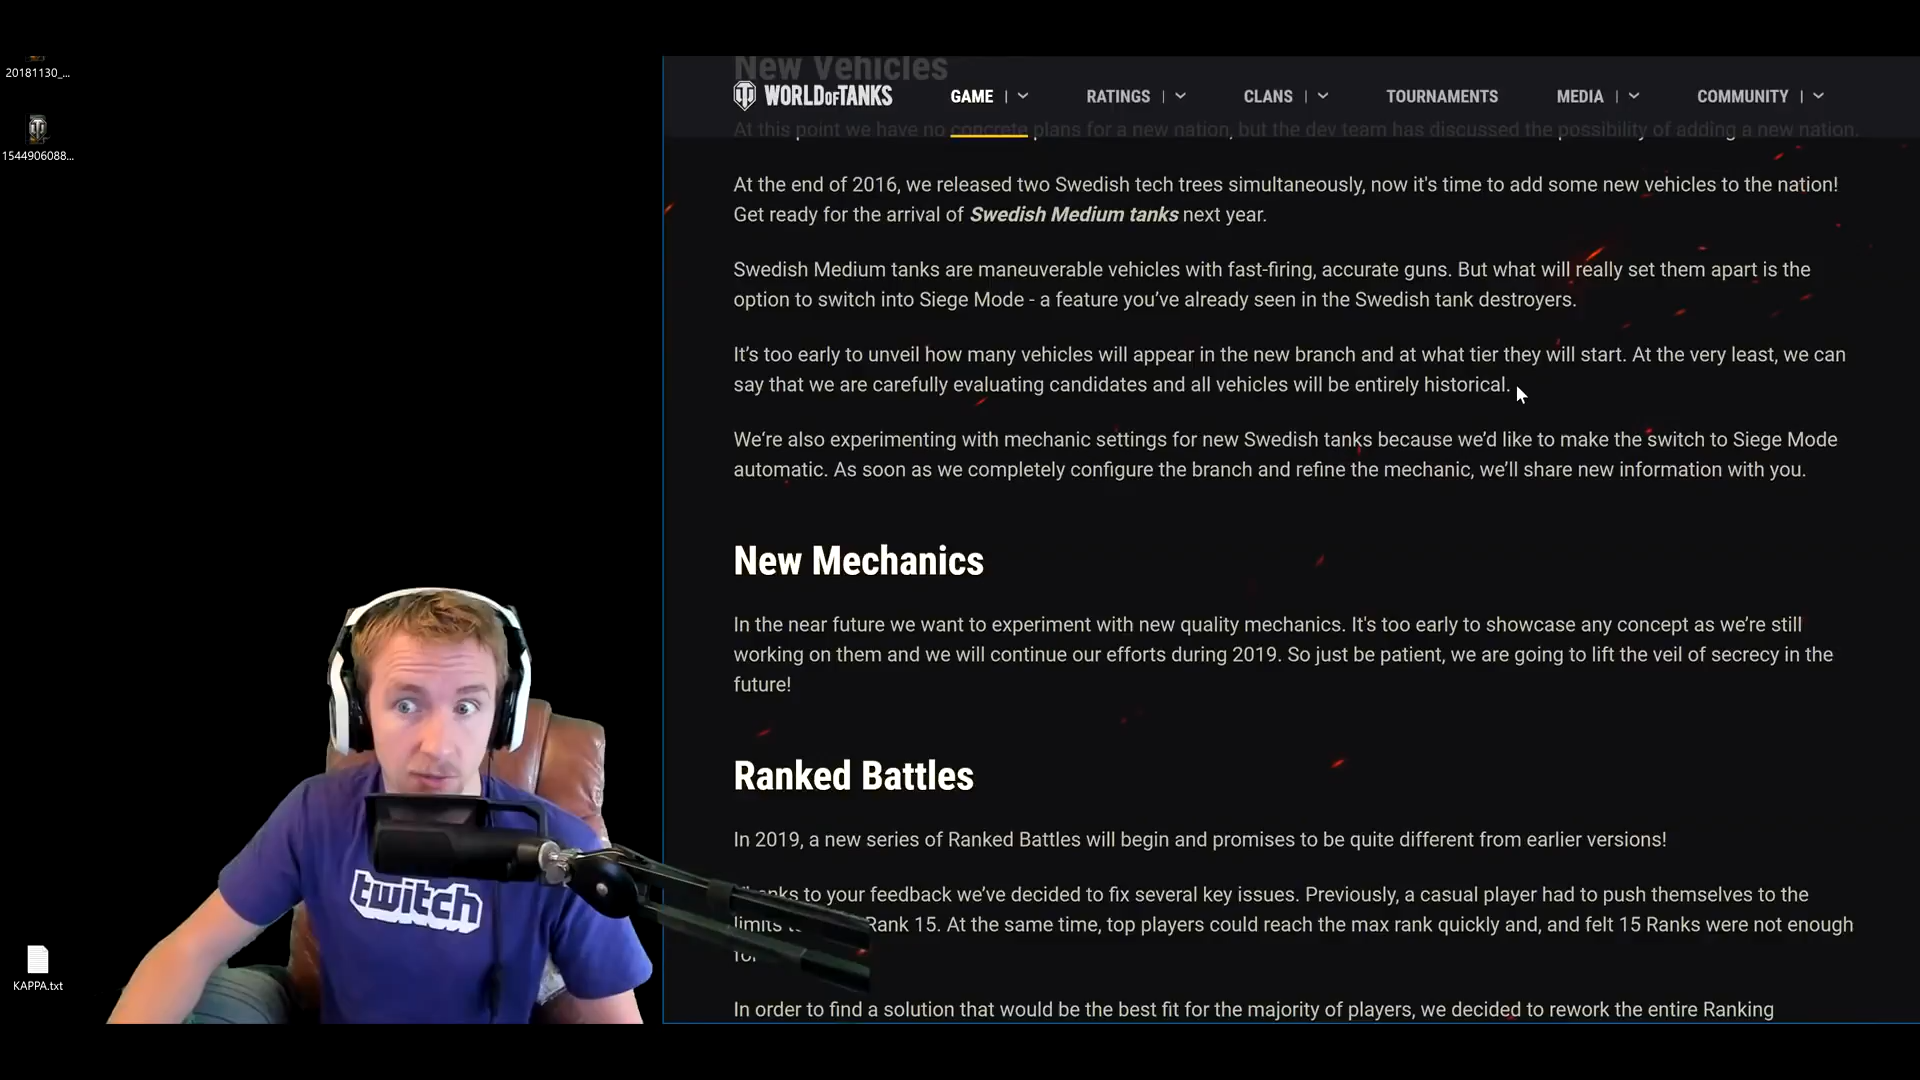 20181130_...
1544906088...
KAPPA.txt
twitch
New Vehicles
WORLD OF TANKS
GAME
RATINGS
CLANS
TOURNAMENTS
MEDIA
COMMUNITY
At this point we have no concrete plans for a new nation, but the dev team has discussed the possibility of adding a new nation.
At the end of 2016, we released two Swedish tech trees simultaneously, now it's time to add some new vehicles to the nation!
Get ready for the arrival of Swedish Medium tanks next year.
Swedish Medium tanks are maneuverable vehicles with fast-firing, accurate guns. But what will really set them apart is the
option to switch into Siege Mode - a feature you’ve already seen in the Swedish tank destroyers.
It’s too early to unveil how many vehicles will appear in the new branch and at what tier they will start. At the very least, we can
say that we are carefully evaluating candidates and all vehicles will be entirely historical.
We‘re also experimenting with mechanic settings for new Swedish tanks because we’d like to make the switch to Siege Mode
automatic. As soon as we completely configure the branch and refine the mechanic, we’ll share new information with you.
New Mechanics
In the near future we want to experiment with new quality mechanics. It's too early to showcase any concept as we’re still
working on them and we will continue our efforts during 2019. So just be patient, we are going to lift the veil of secrecy in the
future!
Ranked Battles
In 2019, a new series of Ranked Battles will begin and promises to be quite different from earlier versions!
to your feedback we’ve decided to fix several key issues. Previously, a casual player had to push themselves to the
limits Rank 15. At the same time, top players could reach the max rank quickly and, and felt 15 Ranks were not enough
In order to find a solution that would be the best fit for the majority of players, we decided to rework the entire Ranking